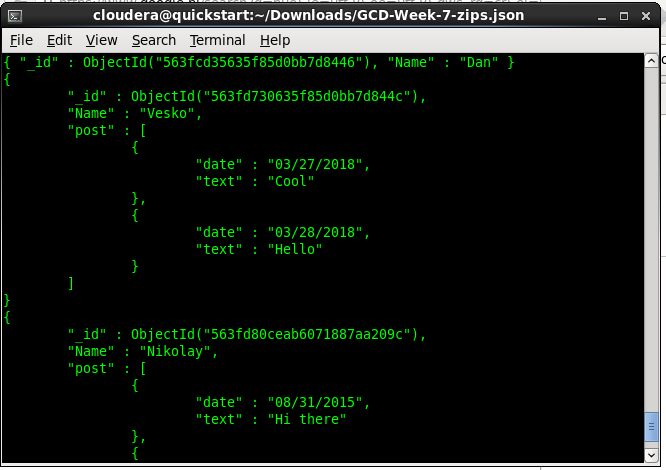 cloudera@quickstart:~/Downloads/GCD-Week-7-zips.json
File Edit View Search Terminal Help
{ "_id" : ObjectId("563fcd35635f85d0bb7d8446"), "Name" : "Dan" }
{
"_id" : ObjectId("563fd730635f85d0bb7d844c"),
"Name" : "Vesko",
"post" : [
{
"date" : "03/27/2018",
"text" : "Cool"
},
{
"date" : "03/28/2018",
"text" : "Hello"
}
]
}
{
"_id" : ObjectId("563fd80ceab6071887aa209c"),
"Name" : "Nikolay",
"post" : [
{
"date" : "08/31/2015",
"text" : "Hi there"
},
{